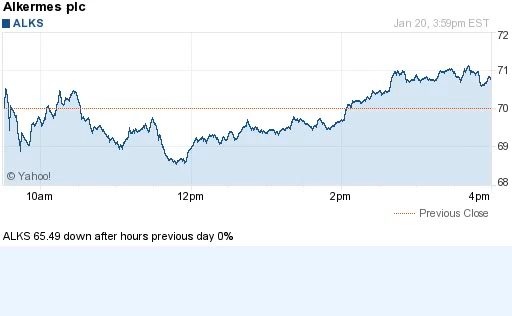 Alkermes plc
ALKS
Jan 20, 3:59pm EST
72
71
70
69
68
© Yahoo!
10am 12pm 2pm 4pm
Previous Close
ALKS 65.49 down after hours previous day 0%